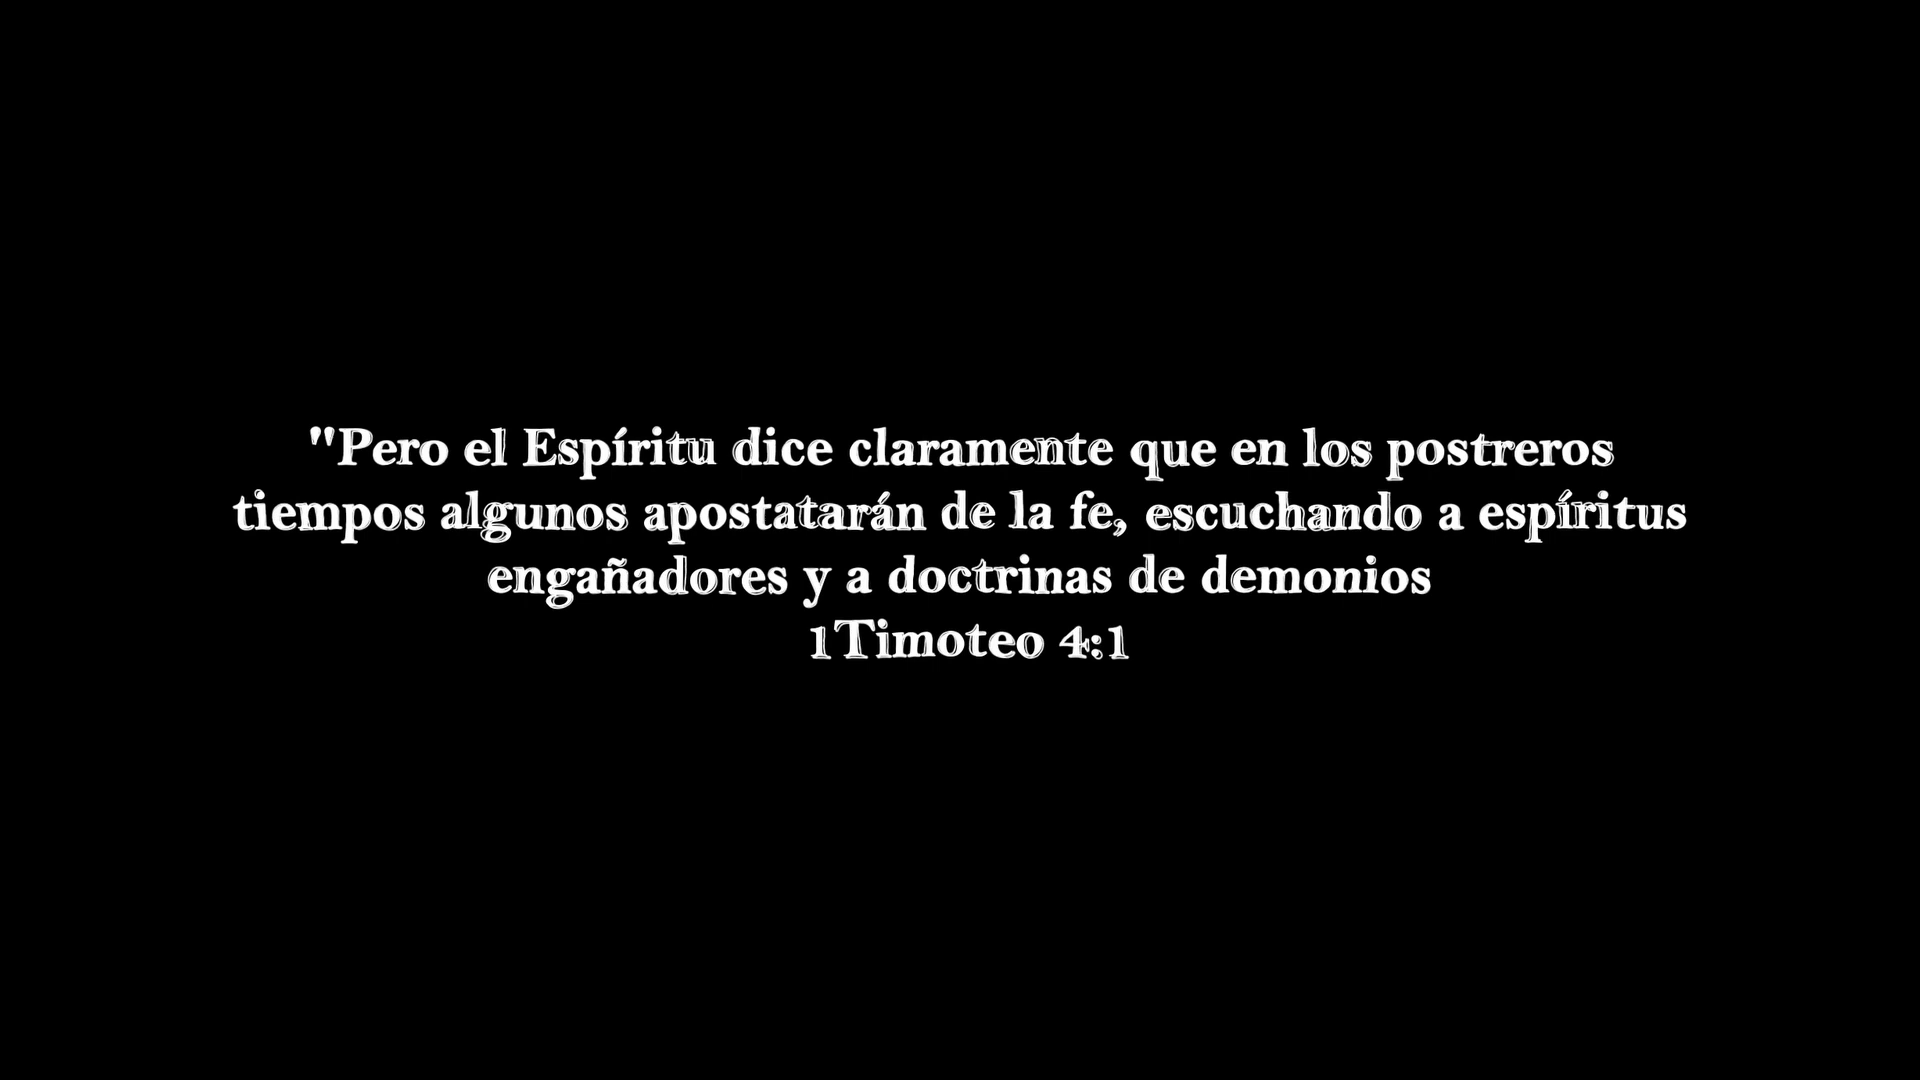 "Pero el Espíritu dice claramente que en los postreros
tiempos algunos apostatarán de la fe, escuchando a espíritus
engañadores y a doctrinas de demonios
1Timoteo 4:1